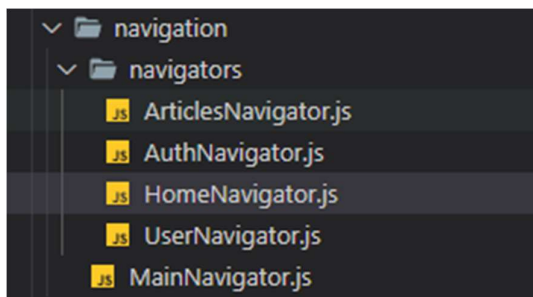 navigation
navigators
JS ArticlesNavigator.js
JS AuthNavigator.js
JS HomeNavigator.js
JS UserNavigator.js
JS MainNavigator.js